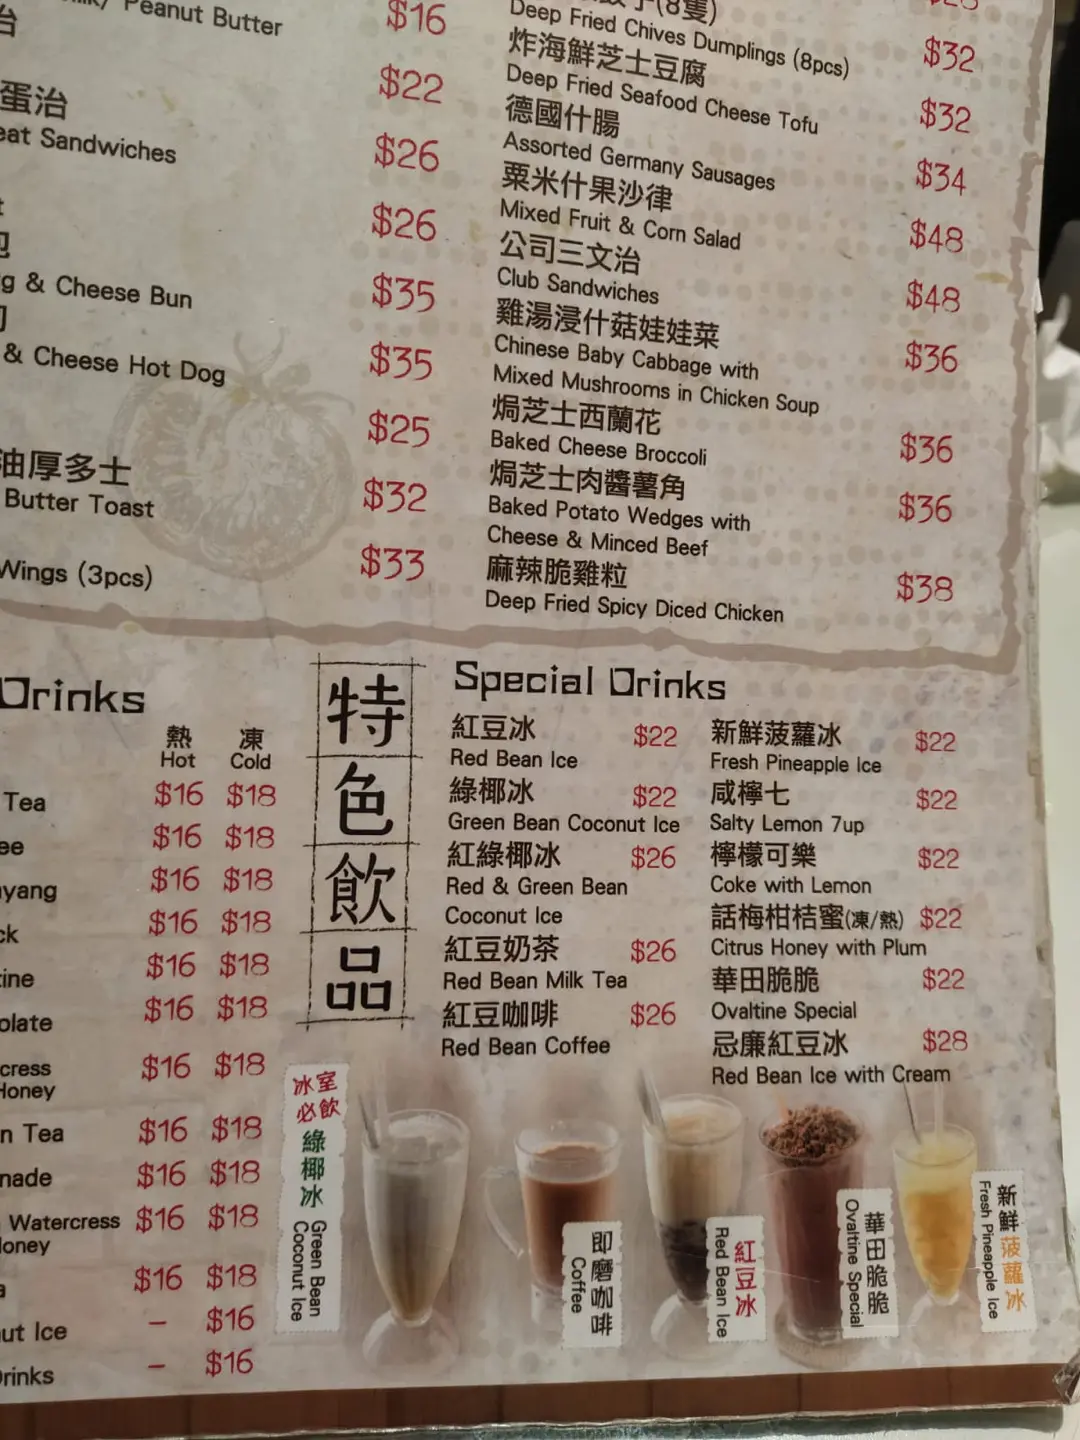 Peanut Butter $16
治
$22
蛋治
Sandwiches $26
$26
& Cheese Bun $35
& Cheese Hot Dog $35
$25
油厚多士
Butter Toast $32
Wings (3pcs) $33
(8隻)
Deep Fried Chives Dumplings (8pcs) $32
炸海鮮芝士豆腐
Deep Fried Seafood Cheese Tofu $32
德國什腸
Assorted Germany Sausages $34
粟米什果沙律
Mixed Fruit & Corn Salad $48
公司三文治
Club Sandwiches $48
雞湯浸什菇娃娃菜 $36
Chinese Baby Cabbage with
Mixed Mushrooms in Chicken Soup
焗芝士西蘭花 $36
Baked Cheese Broccoli
焗芝士肉醬薯角 $36
Baked Potato Wedges with
Cheese & Minced Beef
麻辣脆雞粒 $38
Deep Fried Spicy Diced Chicken
Drinks
熱 凍
Hot Cold
Tea $16 $18
$16 $18
$16 $18
$16 $18
$16 $18
$16 $18
$16 $18
Honey
Tea $16 $18
$16 $18
Watercress $16 $18
$16 $18
Ice – $16
Drinks – $16
特色飲品
Special Drinks
紅豆冰 $22
Red Bean Ice
綠椰冰 $22
Green Bean Coconut Ice
紅綠椰冰 $26
Red & Green Bean
Coconut Ice
紅豆奶茶 $26
Red Bean Milk Tea
紅豆咖啡 $26
Red Bean Coffee
新鮮菠蘿冰 $22
Fresh Pineapple Ice
咸檸七 $22
Salty Lemon 7up
檸檬可樂 $22
Coke with Lemon
話梅柑桔蜜(凍/熱) $22
Citrus Honey with Plum
華田脆脆 $22
Ovaltine Special
忌廉紅豆冰 $28
Red Bean Ice with Cream
冰室
必飲
綠椰冰
Green Bean
Coconut Ice
即磨咖啡
Coffee
紅豆冰
Red Bean Ice
華田脆脆
Ovaltine Special
新鮮菠蘿冰
Fresh Pineapple Ice